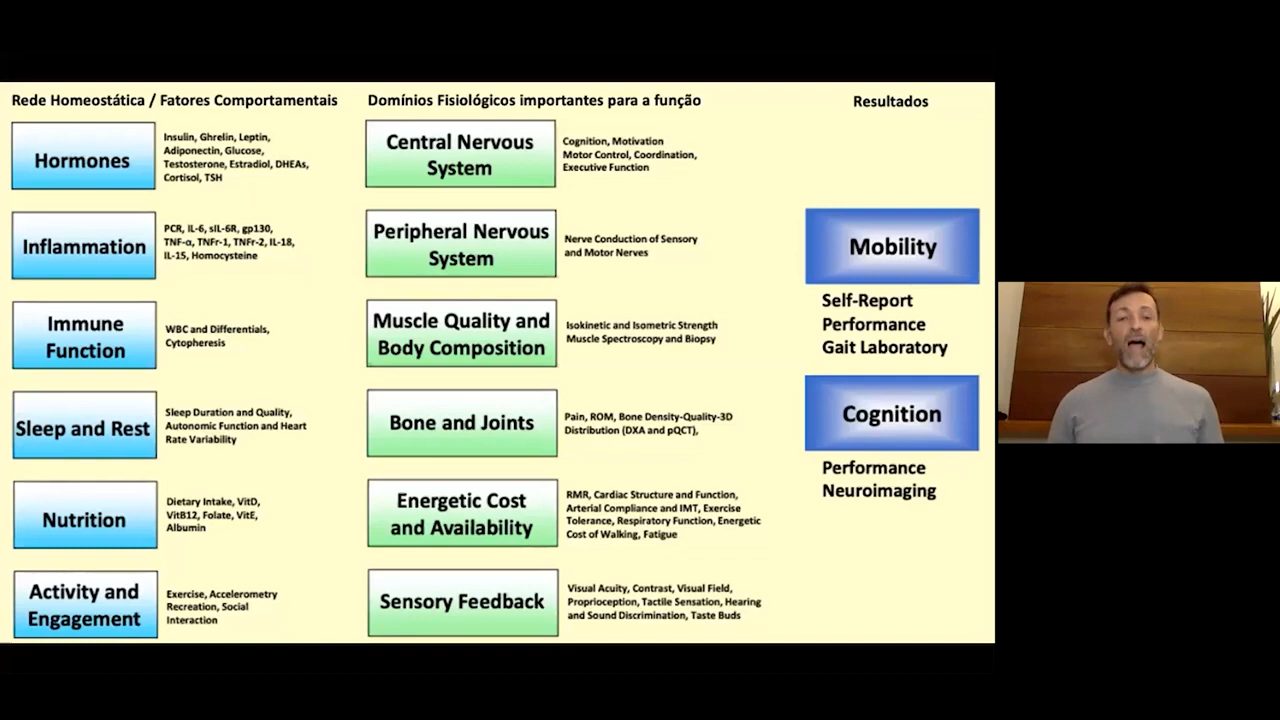 Rede Homeostática / Fatores Comportamentais
Hormones
Insulin, Ghrelin, Leptin,
Adiponectin, Glucose,
Testosterone, Estradiol, DHEAs,
Cortisol, TSH
Inflammation
PCR, IL-6, sIL-6R, gp130,
TNF-α, TNFr-1, TNFr-2, IL-18,
IL-15, Homocysteine
Immune
Function
WBC and Differentials,
Cytopheresis
Sleep and Rest
Sleep Duration and Quality,
Autonomic Function and Heart
Rate Variability
Nutrition
Dietary Intake, VitD,
VitB12, Folate, VitE,
Albumin
Activity and
Engagement
Exercise, Accelerometry
Recreation, Social
Interaction
Domínios Fisiológicos importantes para a função
Central Nervous
System
Cognition, Motivation
Motor Control, Coordination,
Executive Function
Peripheral Nervous
System
Nerve Conduction of Sensory
and Motor Nerves
Muscle Quality and
Body Composition
Isokinetic and Isometric Strength
Muscle Spectroscopy and Biopsy
Bone and Joints
Pain, ROM, Bone Density-Quality-3D
Distribution (DXA and pQCT),
Energetic Cost
and Availability
RMR, Cardiac Structure and Function,
Arterial Compliance and IMT, Exercise
Tolerance, Respiratory Function, Energetic
Cost of Walking, Fatigue
Sensory Feedback
Visual Acuity, Contrast, Visual Field,
Proprioception, Tactile Sensation, Hearing
and Sound Discrimination, Taste Buds
Resultados
Mobility
Self-Report
Performance
Gait Laboratory
Cognition
Performance
Neuroimaging